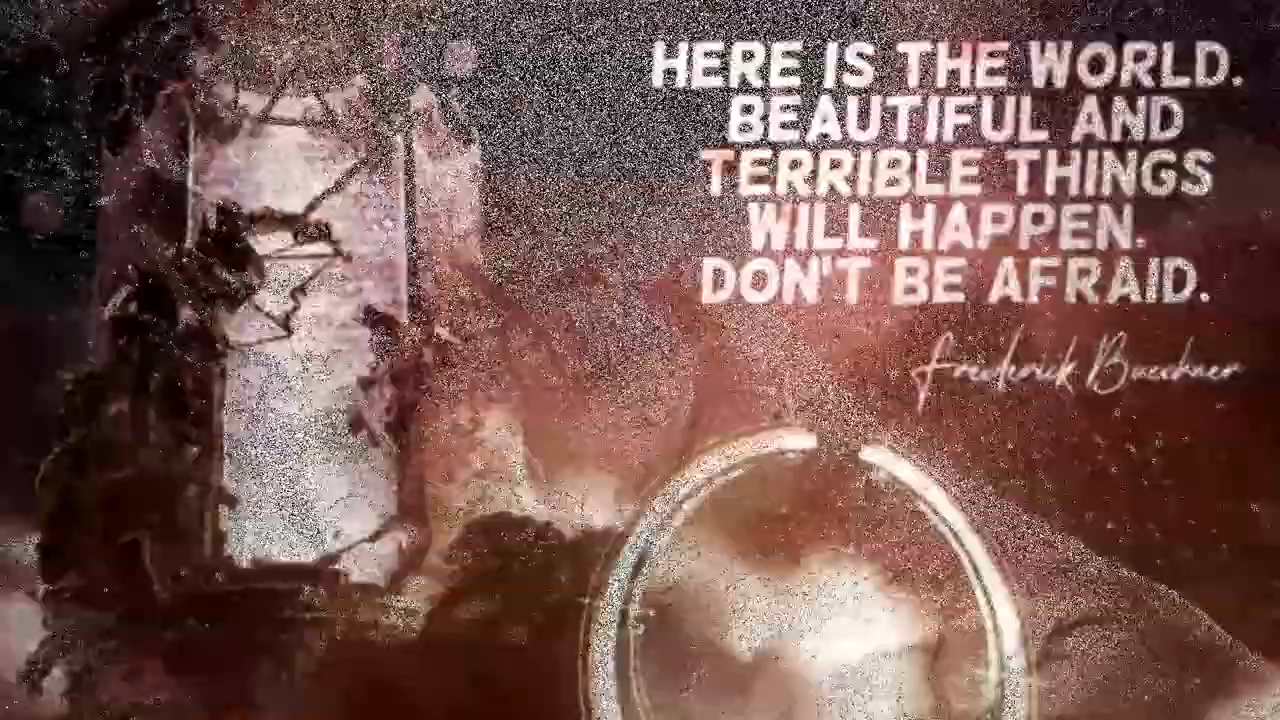 HERE IS THE WORLD.
BEAUTIFUL AND
TERRIBLE THINGS
WILL HAPPEN.
DON'T BE AFRAID.
Frederick Buechner